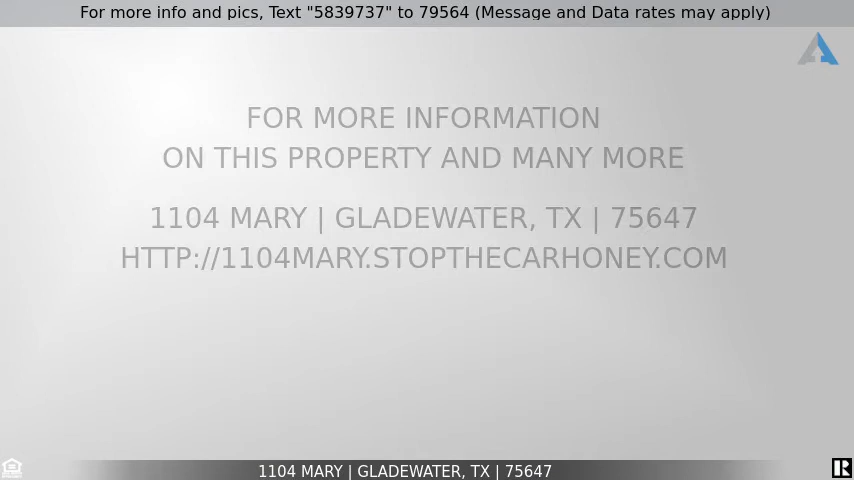 For more info and pics, Text "5839737" to 79564 (Message and Data rates may apply)
FOR MORE INFORMATION
ON THIS PROPERTY AND MANY MORE
1104 MARY | GLADEWATER, TX | 75647
HTTP://1104MARY.STOPTHECARHONEY.COM
1104 MARY | GLADEWATER, TX | 75647